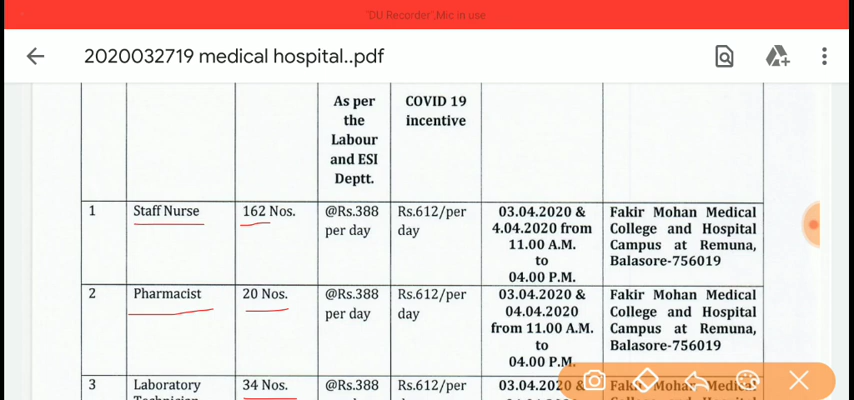 "DU Recorder",Mic in use
2020032719 medical hospital..pdf
As per
the
Labour
and ESI
Deptt.
COVID 19
incentive
1
Staff Nurse
162 Nos.
@Rs.388
per day
Rs.612/per
day
03.04.2020 &
4.04.2020 from
11.00 A.M.
to
04.00 P.M.
Fakir Mohan Medical
College and Hospital
Campus at Remuna,
Balasore-756019
2
Pharmacist
20 Nos.
@Rs.388
per day
Rs.612/per
day
03.04.2020 &
04.04.2020
from 11.00 A.M.
to
04.00 P.M.
Fakir Mohan Medical
College and Hospital
Campus at Remuna,
Balasore-756019
3
Laboratory
Technician
34 Nos.
@Rs.388
Rs.612/per
03.04.2020 &
Fakir Mohan Medical